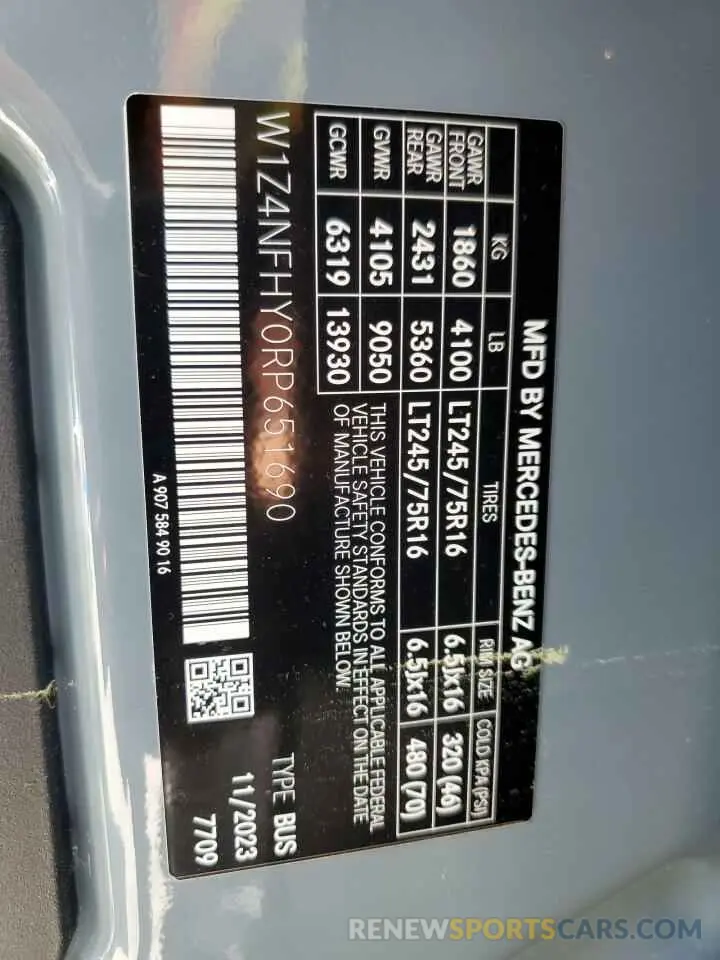 MFD BY MERCEDES-BENZ AG
KG LB TIRES RIM SIZE COLD KPA (PSI)
GAWR FRONT 1860 4100 LT245/75R16 6.5Jx16 320 (46)
GAWR REAR 2431 5360 LT245/75R16 6.5Jx16 480 (70)
GVWR 4105 9050
GCWR 6319 13930
THIS VEHICLE CONFORMS TO ALL APPLICABLE FEDERAL
VEHICLE SAFETY STANDARDS IN EFFECT ON THE DATE
OF MANUFACTURE SHOWN BELOW:
W1Z4NFHY0RP651690
TYPE BUS
11/2023
7709
A 907 584 90 16
RENEWSPORTSCARS.COM